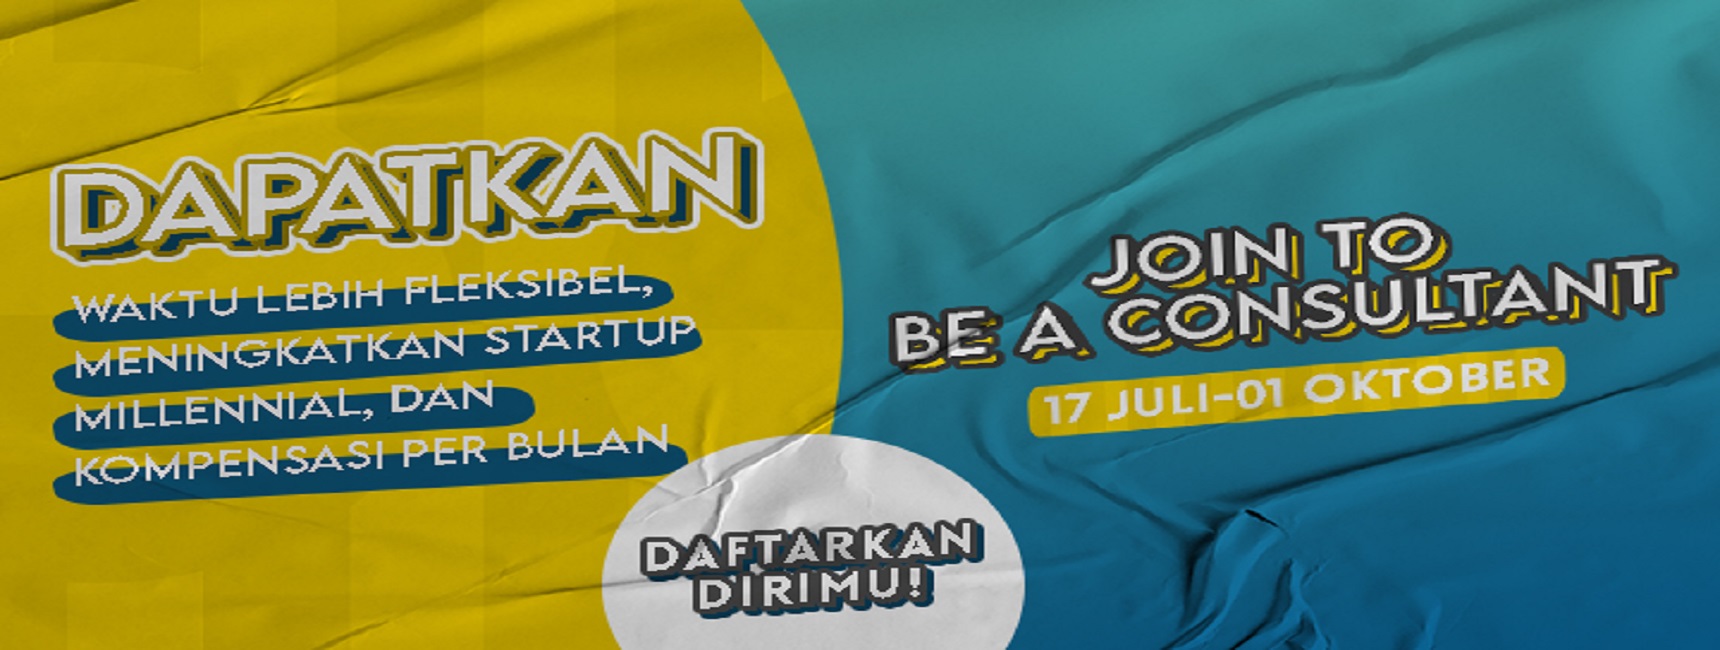 DAPATKAN
WAKTU LEBIH FLEKSIBEL,
MENINGKATKAN STARTUP
MILLENNIAL, DAN
KOMPENSASI PER BULAN
JOIN TO
BE A CONSULTANT
17 JULI-01 OKTOBER
DAFTARKAN
DIRIMU!